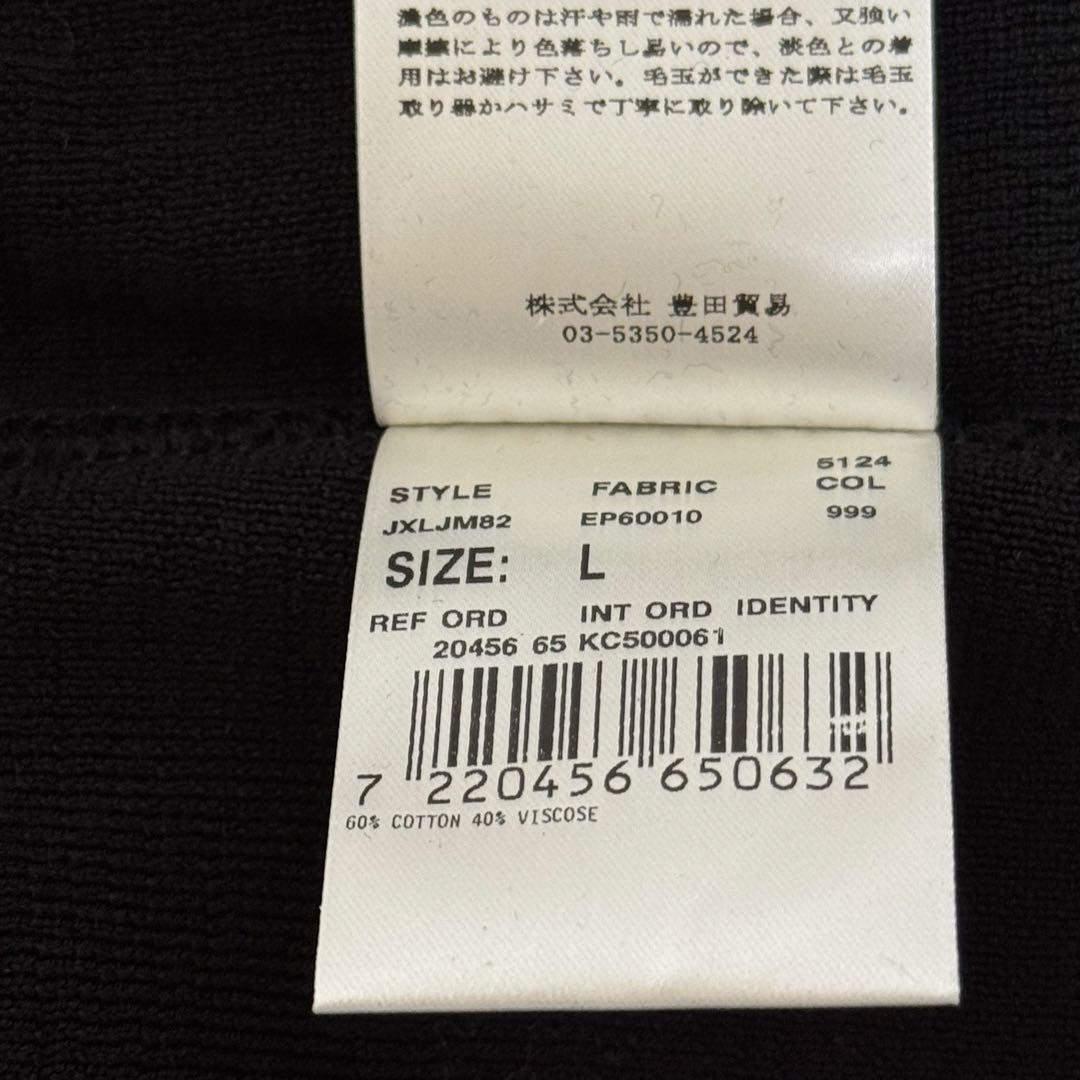 濃色のものは汗や雨で濡れた場合、又強い
摩擦により色落ちし易いので、淡色との着
用はお避け下さい。毛玉ができた際は毛玉
取り器かハサミで丁寧に取り除いて下さい。
株式会社 豊田貿易
03-5350-4524
5124
STYLE FABRIC COL
JXLJM82 EP60010 999
SIZE: L
REF ORD INT ORD IDENTITY
20456 65 KC500061
7 220456 650632
60% COTTON 40% VISCOSE